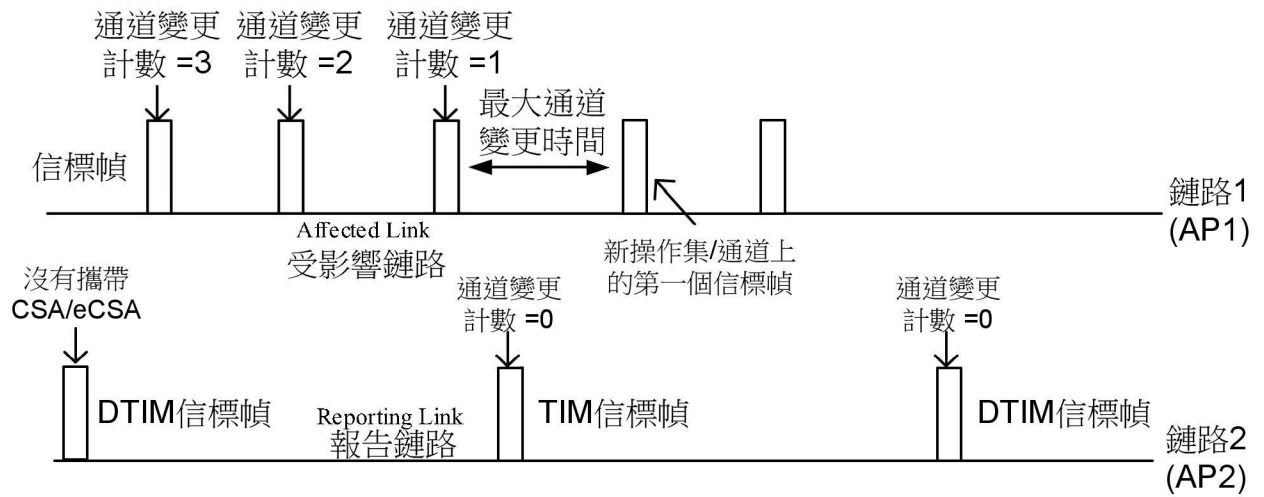 通道變更
計數 =3
通道變更
計數 =2
通道變更
計數 =1
最大通道
變更時間
信標幀
鏈路1
(AP1)
Affected Link
受影響鏈路
新操作集/通道上
的第一個信標幀
沒有攜帶
CSA/eCSA
通道變更
計數 =0
通道變更
計數 =0
DTIM信標幀
Reporting Link
報告鏈路
TIM信標幀
DTIM信標幀
鏈路2
(AP2)